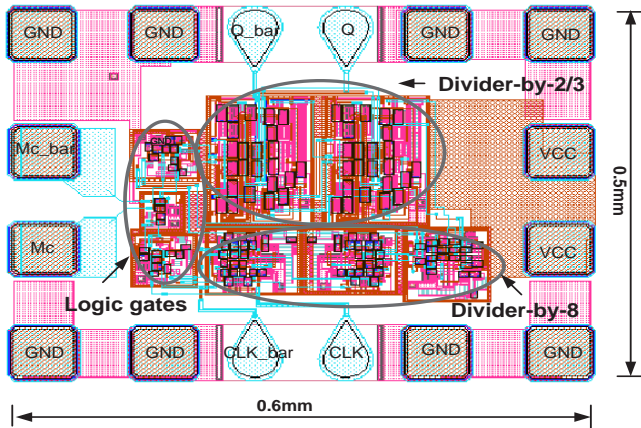 GND GND Q_bar Q GND GND
Divider-by-2/3
GND
Mc_bar VCC
0.5mm
Mc VCC
Logic gates
Divider-by-8
GND GND CLK_bar CLK GND GND
0.6mm